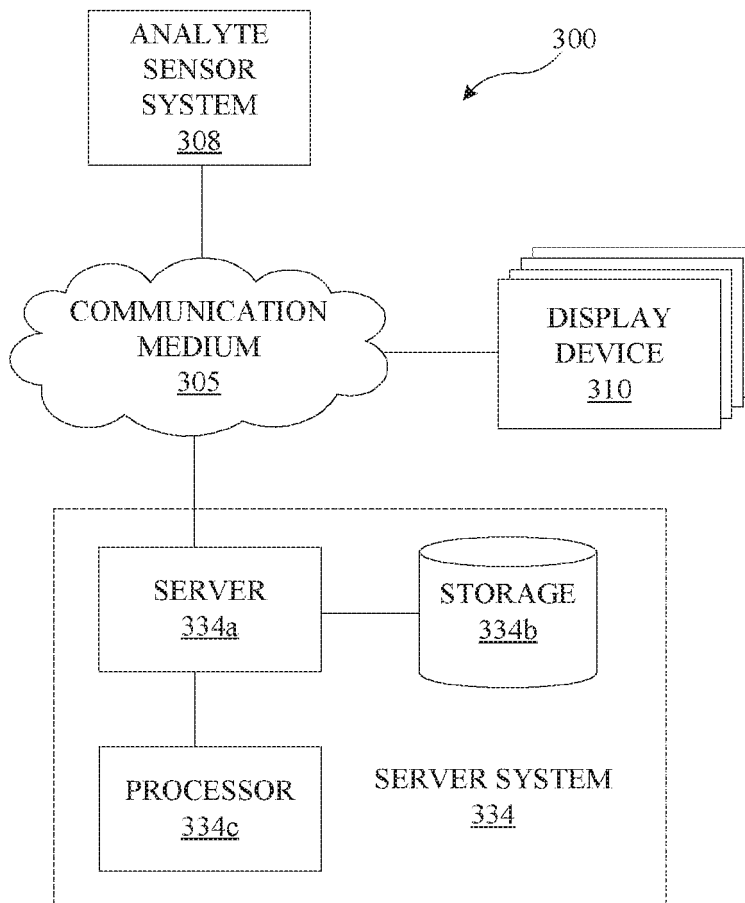 ANALYTE
SENSOR
SYSTEM
308
300
COMMUNICATION
MEDIUM
305
DISPLAY
DEVICE
310
SERVER
334a
STORAGE
334b
PROCESSOR
334c
SERVER SYSTEM
334